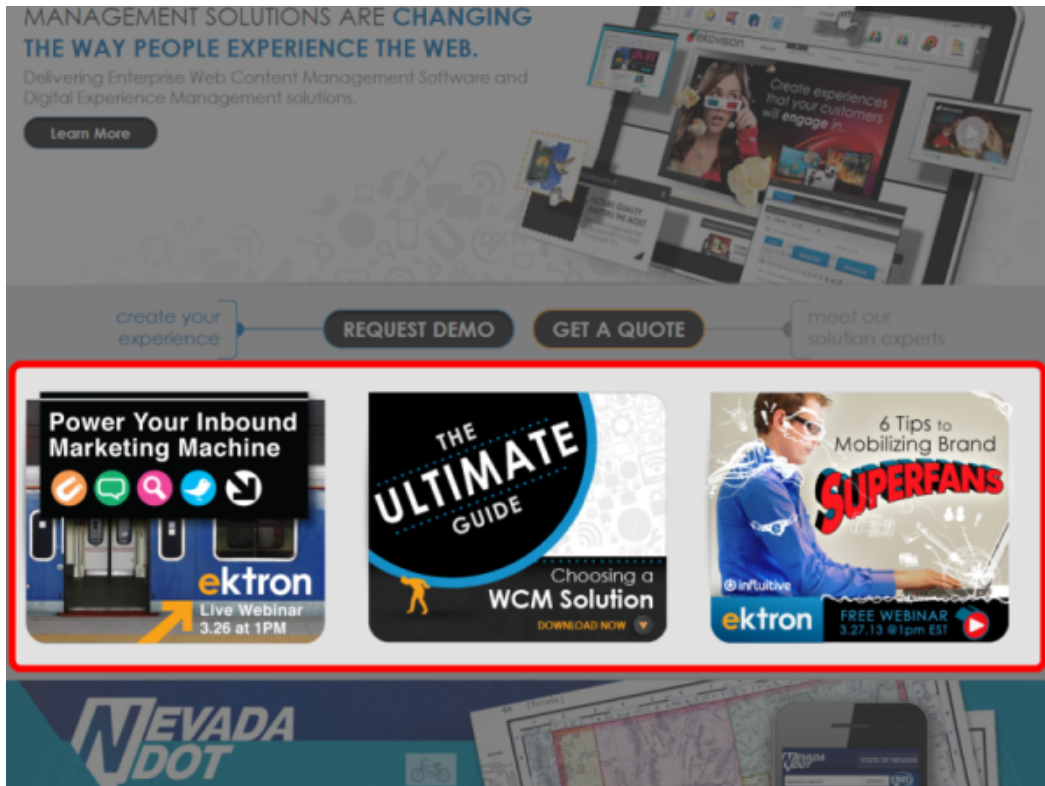 MANAGEMENT SOLUTIONS ARE CHANGING
THE WAY PEOPLE EXPERIENCE THE WEB.
Delivering Enterprise Web Content Management Software and
Digital Experience Management solutions.
Learn More
ekovision
Create experiences
that your customers
will engage in.
create your
experience
REQUEST DEMO
GET A QUOTE
meet our
solution experts
Power Your Inbound
Marketing Machine
ektron
Live Webinar
3.26 at 1PM
THE
ULTIMATE
GUIDE
Choosing a
WCM Solution
DOWNLOAD NOW
6 Tips to
Mobilizing Brand
SUPERFANS
influitive
ektron
FREE WEBINAR
3.27.13 @1pm EST
NEVADA
DOT
NEVADA
DOT
STATE OF NEVADA